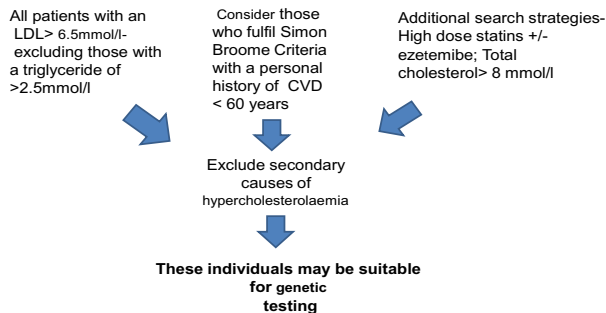 All patients with an
LDL> 6.5mmol/l-
excluding those with
a triglyceride of
>2.5mmol/l
Consider those
who fulfil Simon
Broome Criteria
with a personal
history of CVD
< 60 years
Additional search strategies-
High dose statins +/-
ezetemibe; Total
cholesterol> 8 mmol/l
Exclude secondary
causes of
hypercholesterolaemia
These individuals may be suitable
for genetic
testing